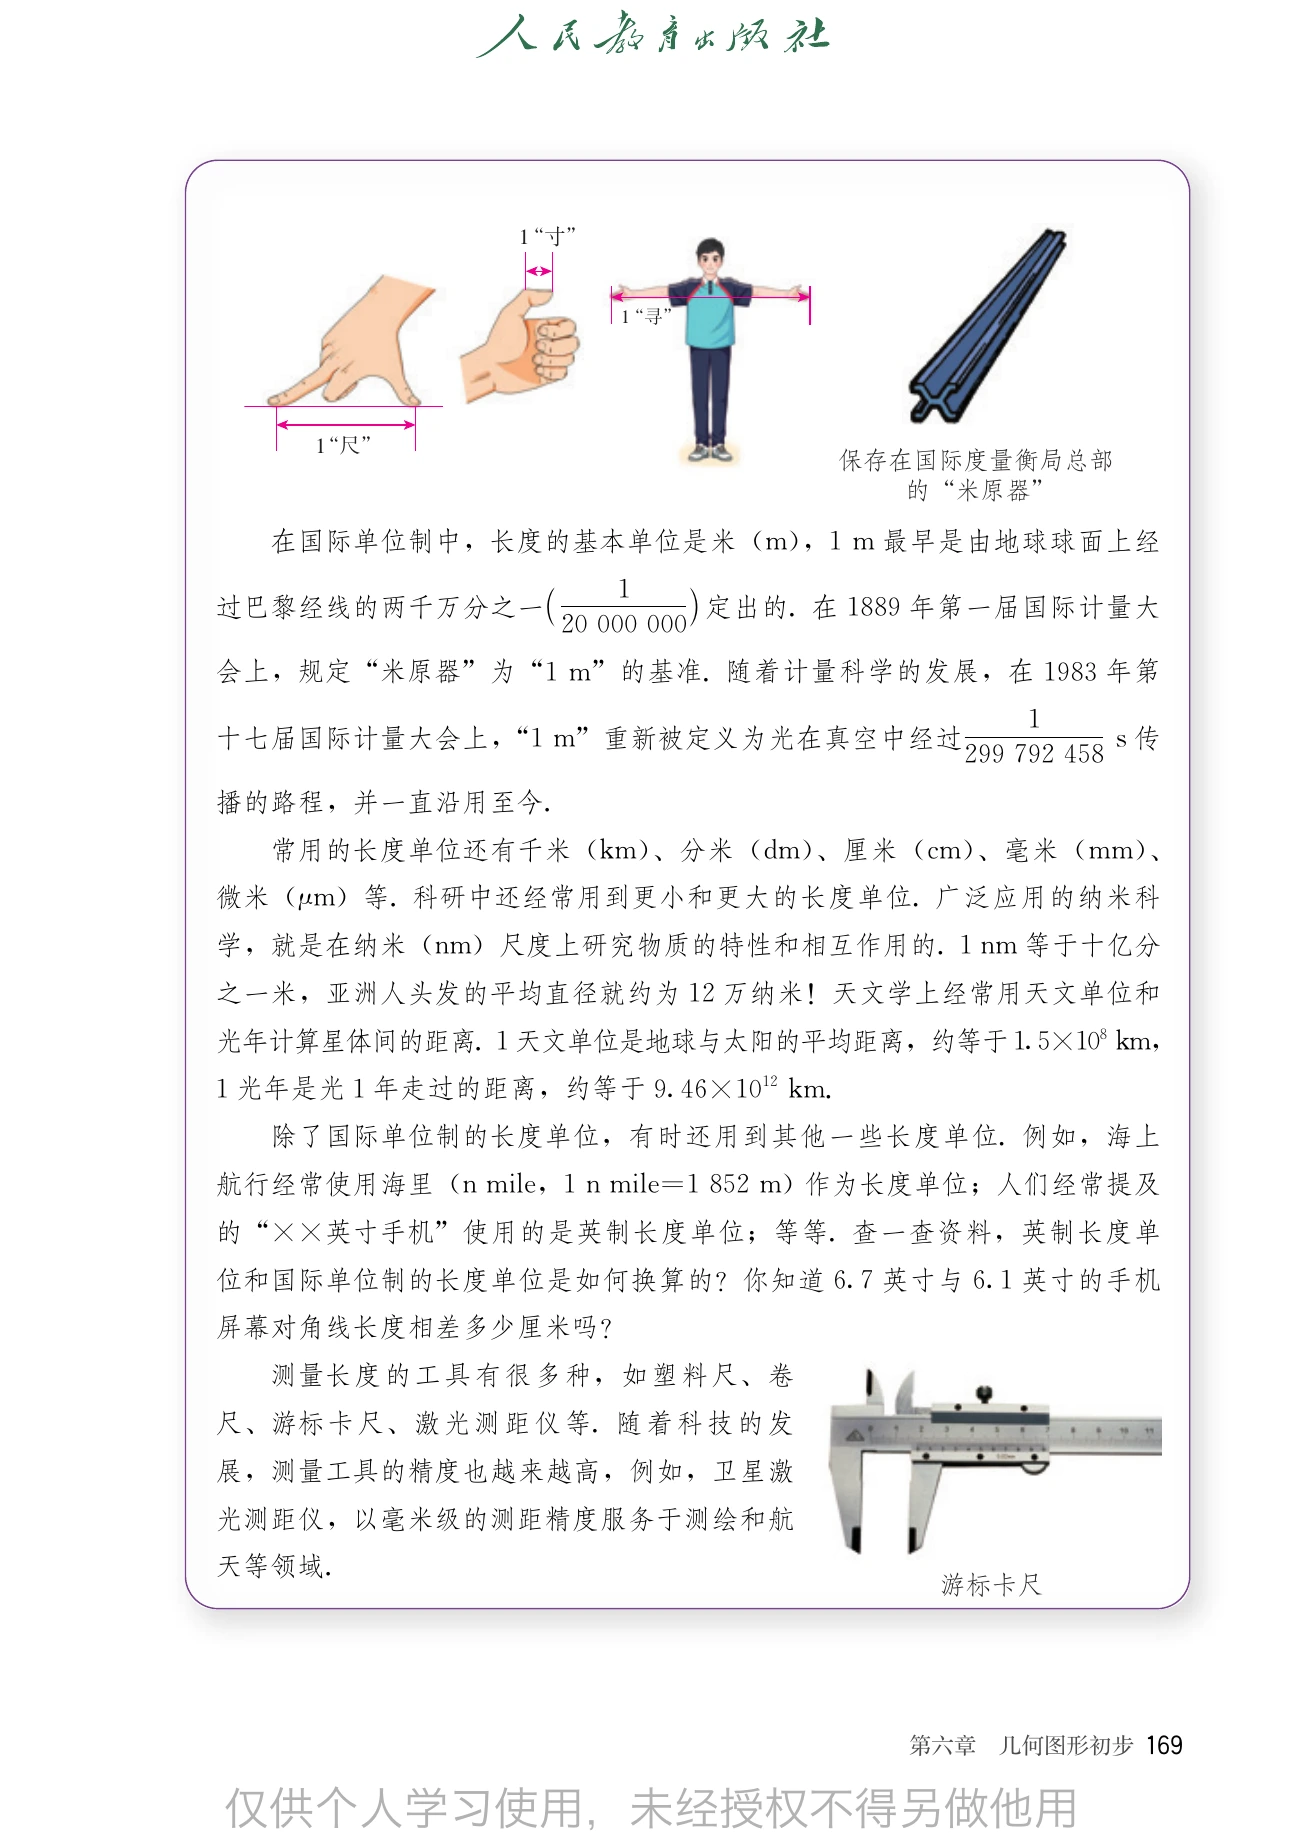 人民教育出版社
1“寸”
1“寻”
1“尺”
保存在国际度量衡局总部
的“米原器”
在国际单位制中，长度的基本单位是米（m），1 m 最早是由地球球面上经
过巴黎经线的两千万分之一(1/20 000 000)定出的. 在 1889 年第一届国际计量大
会上，规定“米原器”为“1 m”的基准. 随着计量科学的发展，在 1983 年第
十七届国际计量大会上，“1 m”重新被定义为光在真空中经过1/299 792 458 s 传
播的路程，并一直沿用至今.
常用的长度单位还有千米（km）、分米（dm）、厘米（cm）、毫米（mm）、
微米（μm）等. 科研中还经常用到更小和更大的长度单位. 广泛应用的纳米科
学，就是在纳米（nm）尺度上研究物质的特性和相互作用的. 1 nm 等于十亿分
之一米，亚洲人头发的平均直径就约为 12 万纳米！天文学上经常用天文单位和
光年计算星体间的距离. 1 天文单位是地球与太阳的平均距离，约等于 1.5×10⁸ km，
1 光年是光 1 年走过的距离，约等于 9.46×10¹² km.
除了国际单位制的长度单位，有时还用到其他一些长度单位. 例如，海上
航行经常使用海里（n mile，1 n mile=1 852 m）作为长度单位；人们经常提及
的“××英寸手机”使用的是英制长度单位；等等. 查一查资料，英制长度单
位和国际单位制的长度单位是如何换算的？你知道 6.7 英寸与 6.1 英寸的手机
屏幕对角线长度相差多少厘米吗？
测量长度的工具有很多种，如塑料尺、卷
尺、游标卡尺、激光测距仪等. 随着科技的发
展，测量工具的精度也越来越高，例如，卫星激
光测距仪，以毫米级的测距精度服务于测绘和航
天等领域.
游标卡尺
第六章 几何图形初步 169
仅供个人学习使用，未经授权不得另做他用